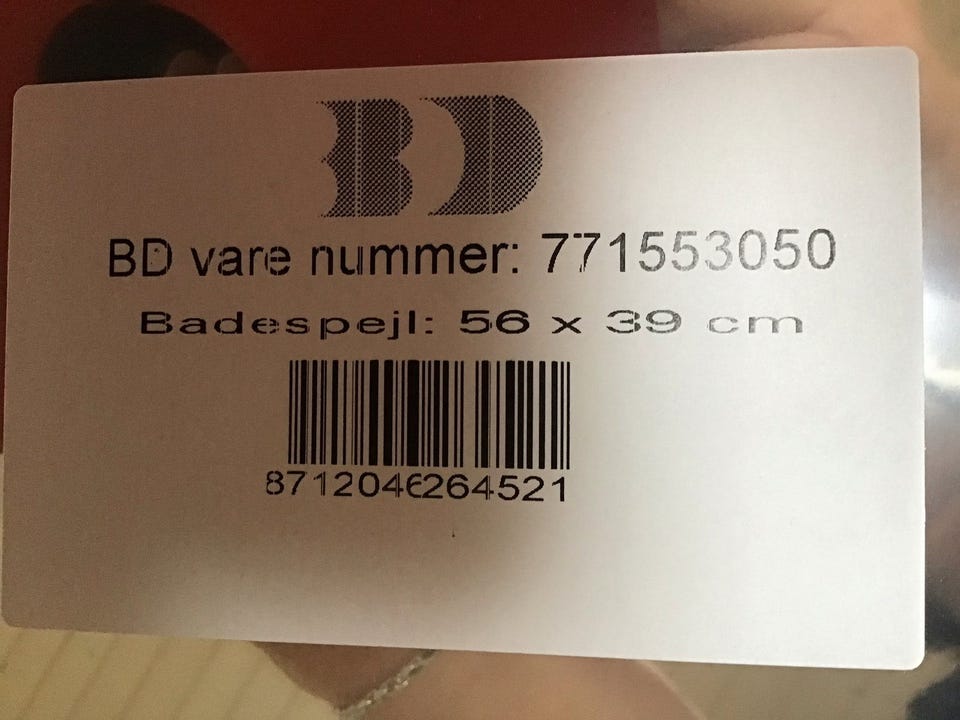 BD
BD vare nummer: 771553050
Badespejl: 56 x 39 cm
8712046264521